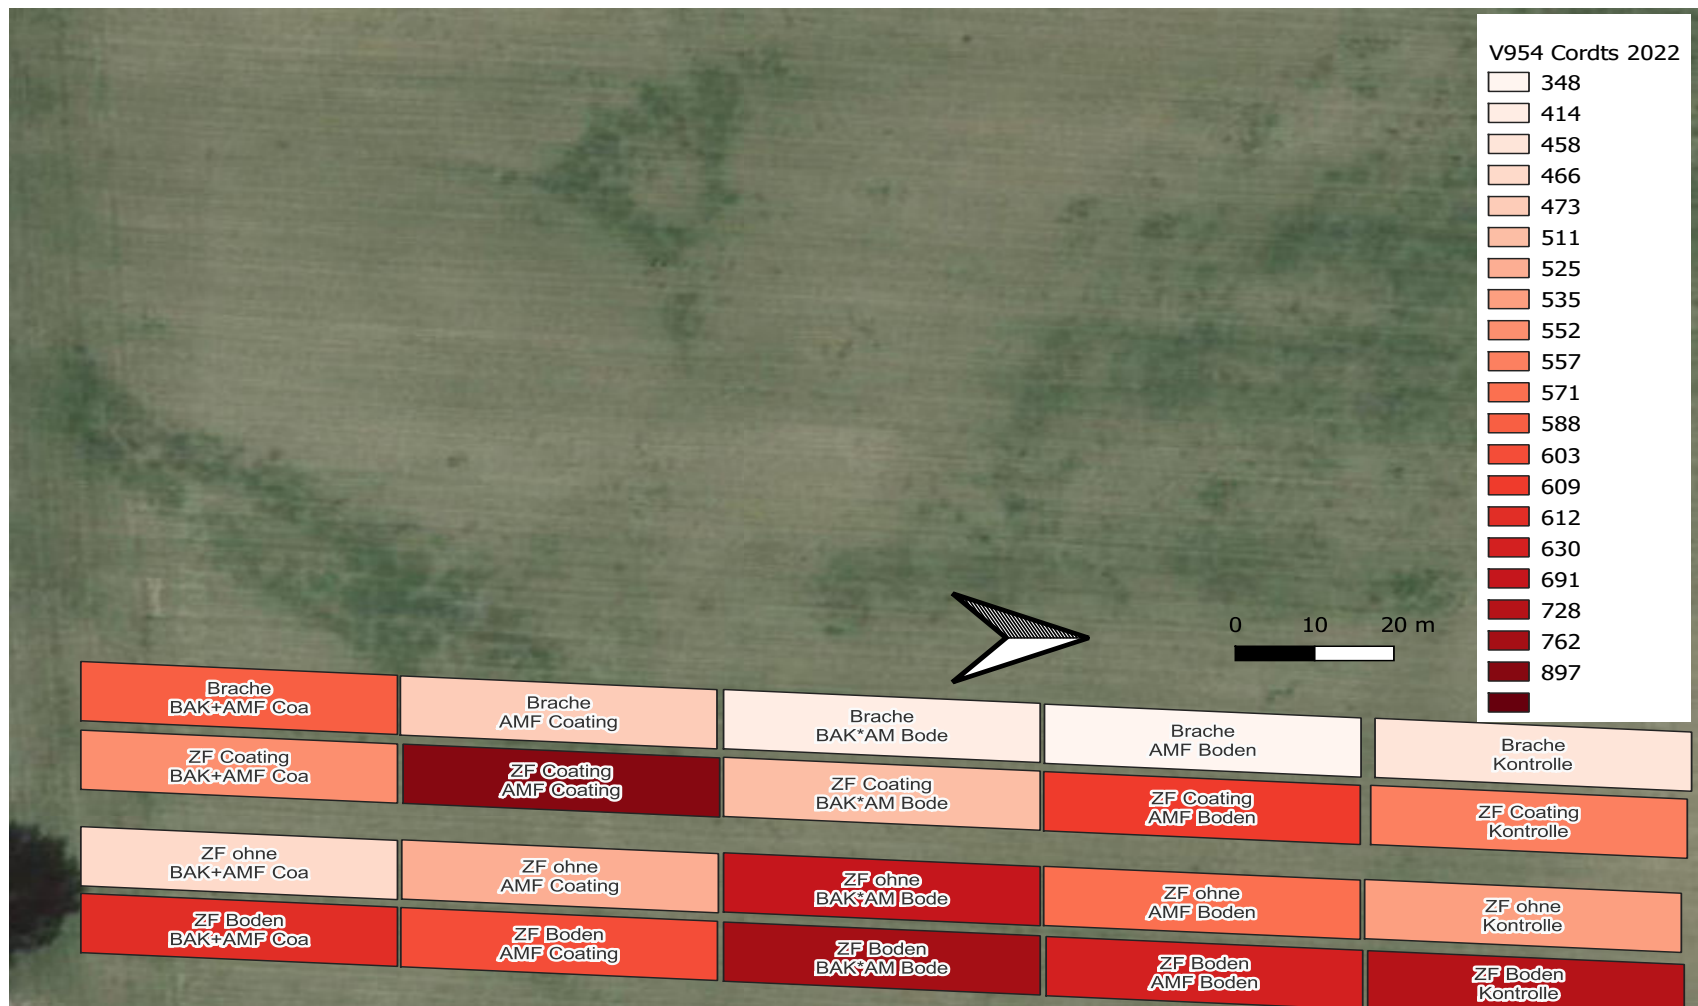 V954 Cordts 2022
348
414
458
466
473
511
525
535
552
557
571
588
603
609
612
630
691
728
762
897
0 10 20 m
Brache
BAK+AMF Coa
Brache
AMF Coating
Brache
BAK*AM Bode
Brache
AMF Boden
Brache
Kontrolle
ZF Coating
BAK+AMF Coa
ZF Coating
AMF Coating
ZF Coating
BAK*AM Bode
ZF Coating
AMF Boden
ZF Coating
Kontrolle
ZF ohne
BAK+AMF Coa
ZF ohne
AMF Coating
ZF ohne
BAK*AM Bode
ZF ohne
AMF Boden
ZF ohne
Kontrolle
ZF Boden
BAK+AMF Coa
ZF Boden
AMF Coating
ZF Boden
BAK*AM Bode
ZF Boden
AMF Boden
ZF Boden
Kontrolle